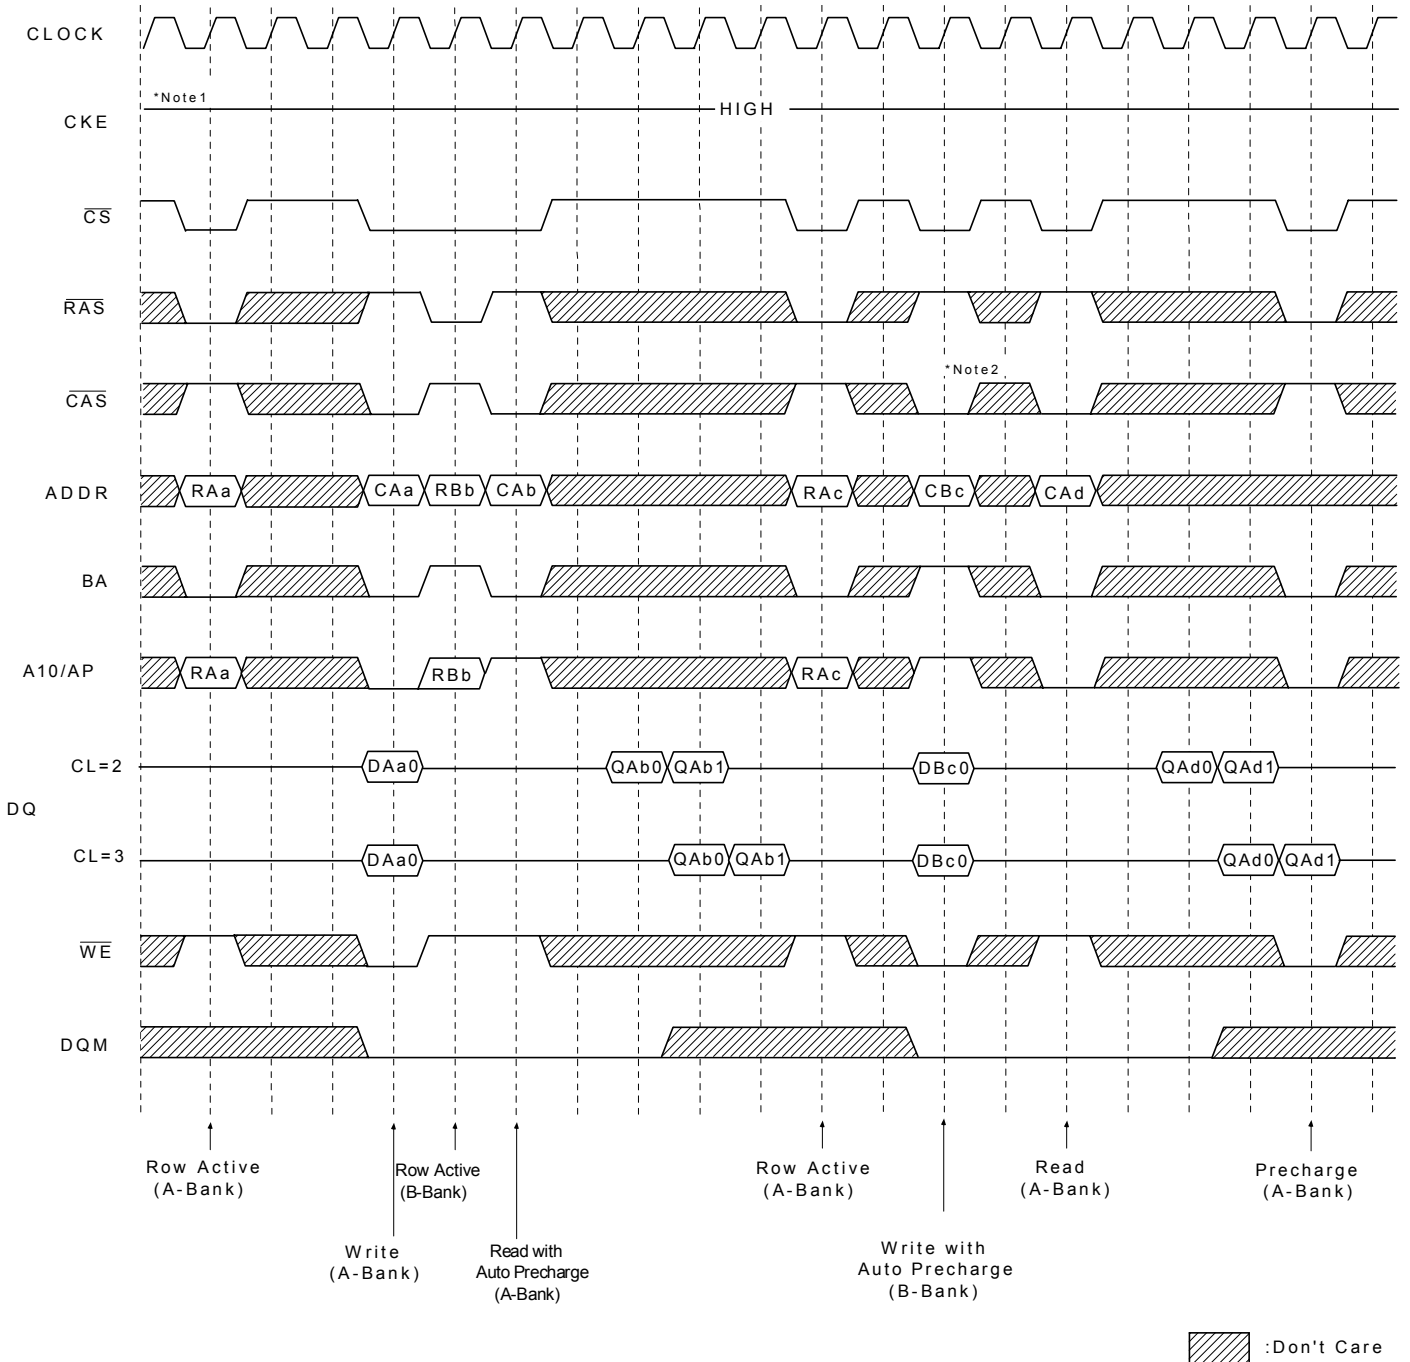 CLOCK
*Note1
HIGH
CKE
CS
RAS
*Note2
CAS
ADDR RAa CAa RBb CAb RAc CBc CAd
BA
A10/AP RAa RBb RAc
CL=2 DAa0 QAb0 QAb1 DBc0 QAd0 QAd1
DQ
CL=3 DAa0 QAb0 QAb1 DBc0 QAd0 QAd1
WE
DQM
Row Active
(A-Bank)
Row Active
(B-Bank)
Row Active
(A-Bank)
Read
(A-Bank)
Precharge
(A-Bank)
Write
(A-Bank)
Read with
Auto Precharge
(A-Bank)
Write with
Auto Precharge
(B-Bank)
:Don't Care